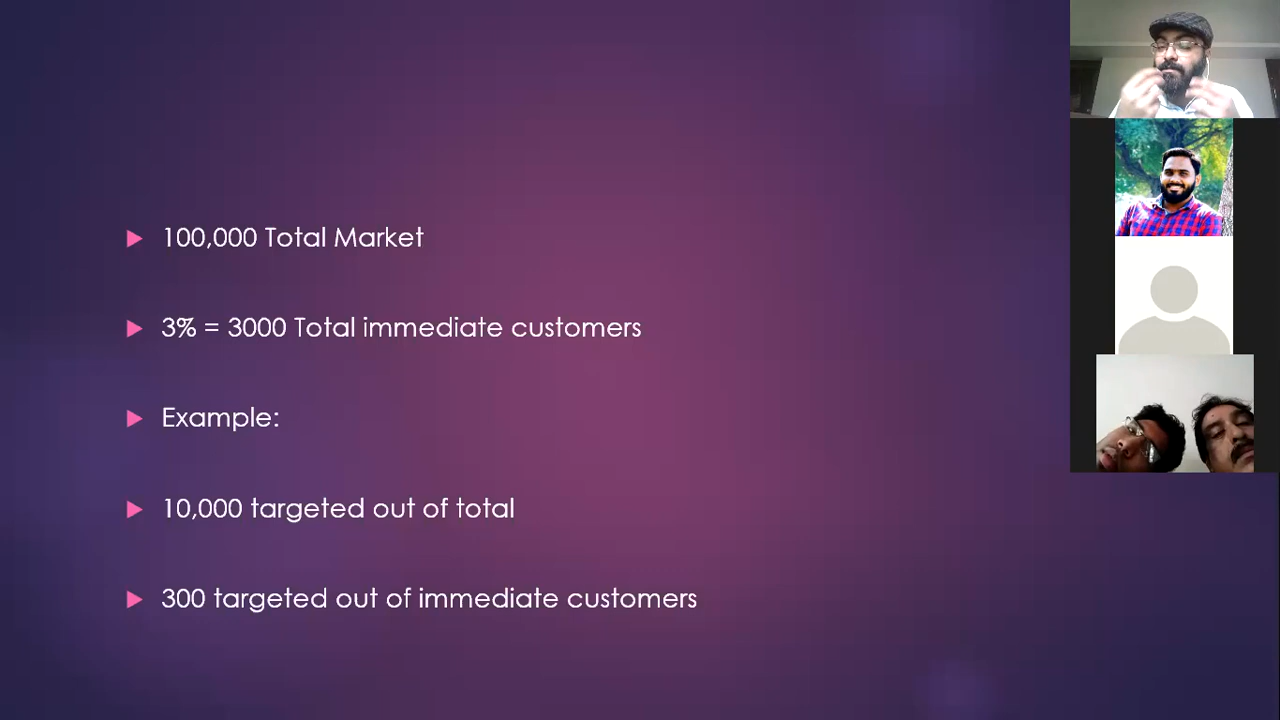 100,000 Total Market
3% = 3000 Total immediate customers
Example:
10,000 targeted out of total
300 targeted out of immediate customers